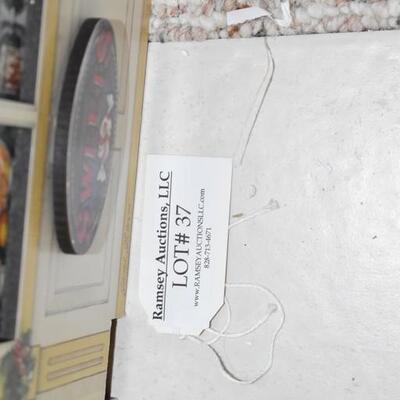 Ramsey Auctions, LLC
LOT# 37
www.RAMSEYAUCTIONSLLC.com
828-713-4671